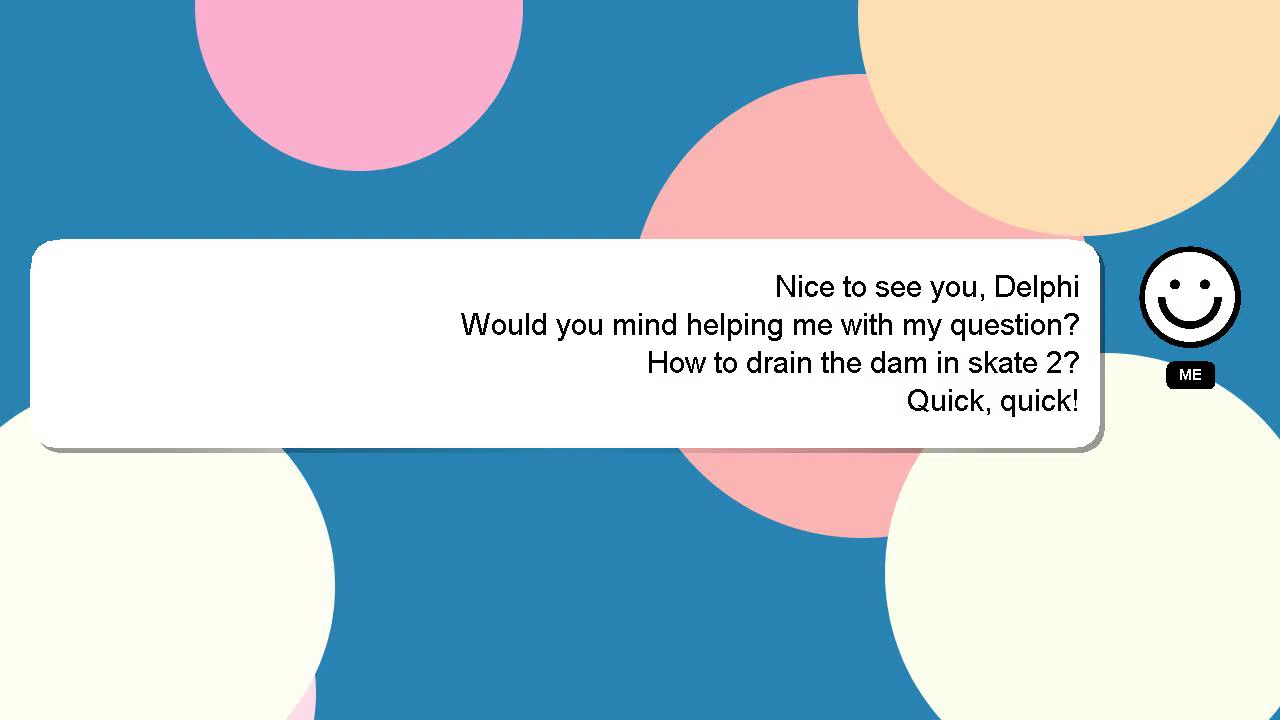 Nice to see you, Delphi
Would you mind helping me with my question?
How to drain the dam in skate 2?
Quick, quick!
ME